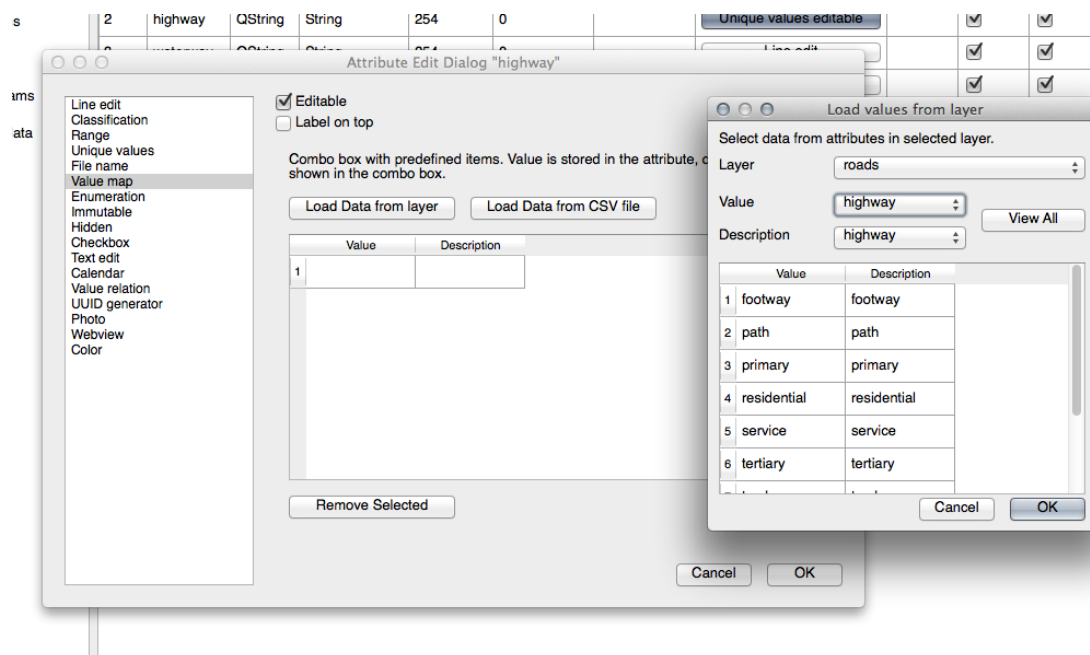 s
2 highway QString String 254 0 Unique values editable
Line edit
ams
ata
Attribute Edit Dialog "highway"
Line edit
Classification
Range
Unique values
File name
Value map
Enumeration
Immutable
Hidden
Checkbox
Text edit
Calendar
Value relation
UUID generator
Photo
Webview
Color
Editable
Label on top
Combo box with predefined items. Value is stored in the attribute,
shown in the combo box.
Load Data from layer Load Data from CSV file
Value Description
1
Remove Selected
Cancel OK
Load values from layer
Select data from attributes in selected layer.
Layer roads
Value highway
View All
Description highway
Value Description
1 footway footway
2 path path
3 primary primary
4 residential residential
5 service service
6 tertiary tertiary
Cancel OK